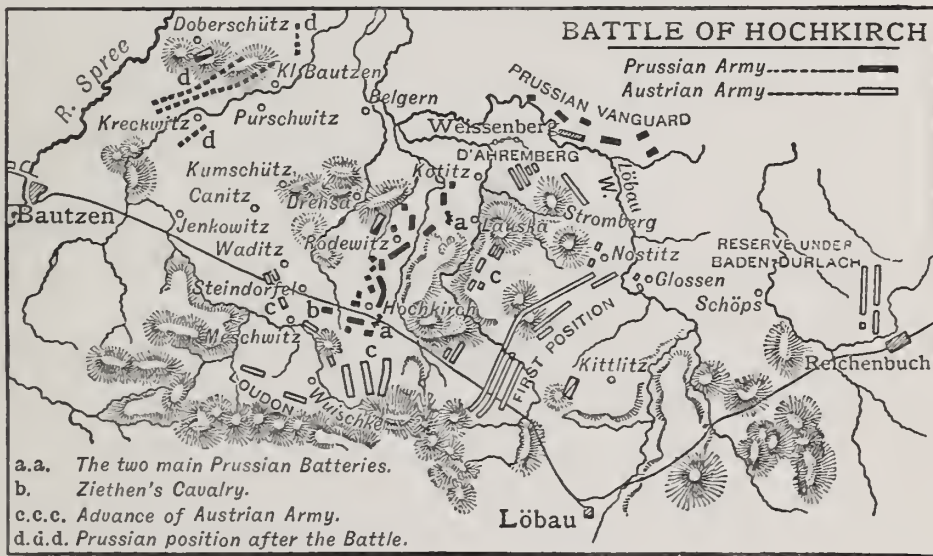 BATTLE OF HOCHKIRCH
Prussian Army
Austrian Army
Doberschütz
d
d
R. Spree
Kl. Bautzen
PRUSSIAN VANGUARD
Belgern
Kreckwitz
Purschwitz
d
Weissenberg
D'AHREMBERG
Kumschütz
Kotitz
Löbau W.
Canitz
Drehsa
Bautzen
Jenkowitz
a
Lauska
Stromberg
Waditz
Rodewitz
Nostitz
RESERVE UNDER
BADEN-DURLACH
Steindorfel
c
Glossen
Schöps
b
Hochkirch
c
a
Meschwitz
c
FIRST POSITION
Kittlitz
Reichenbuch
LOUDON
Wuischke
a.a. The two main Prussian Batteries.
b. Ziethen's Cavalry.
c.c.c. Advance of Austrian Army.
Löbau
d.d.d. Prussian position after the Battle.